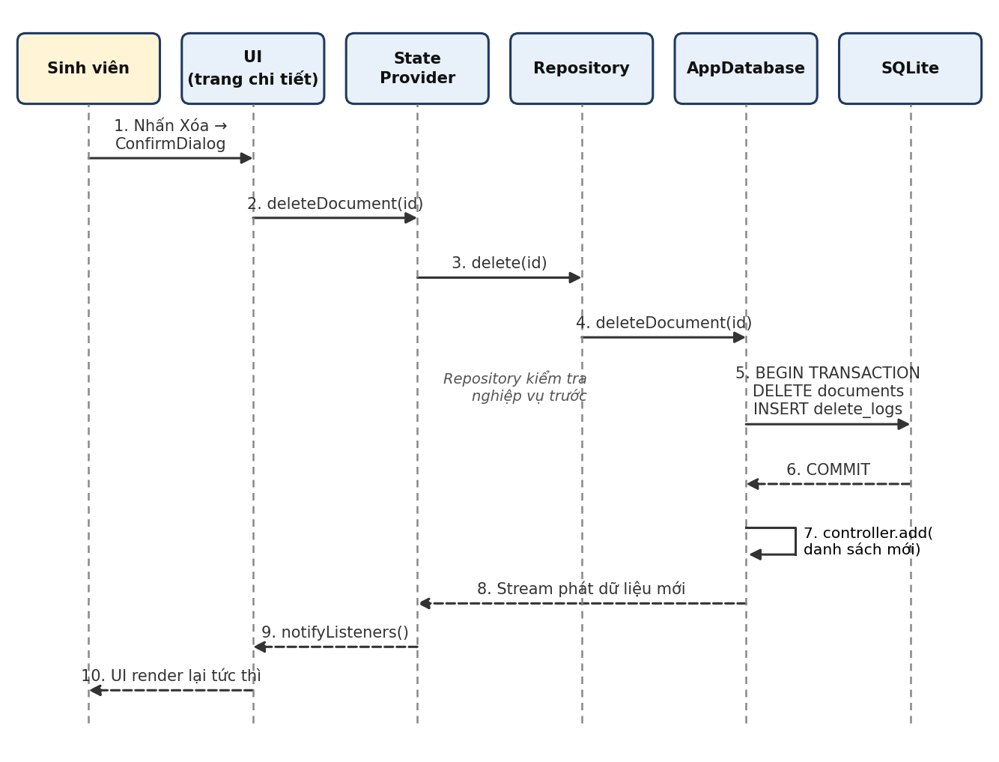 Sinh viên
UI
(trang chi tiết)
State
Provider
Repository
AppDatabase
SQLite
1. Nhấn Xóa →
ConfirmDialog
2. deleteDocument(id)
3. delete(id)
4. deleteDocument(id)
Repository kiểm tra
nghiệp vụ trước
5. BEGIN TRANSACTION
DELETE documents
INSERT delete_logs
6. COMMIT
7. controller.add(
danh sách mới)
8. Stream phát dữ liệu mới
9. notifyListeners()
10. UI render lại tức thì